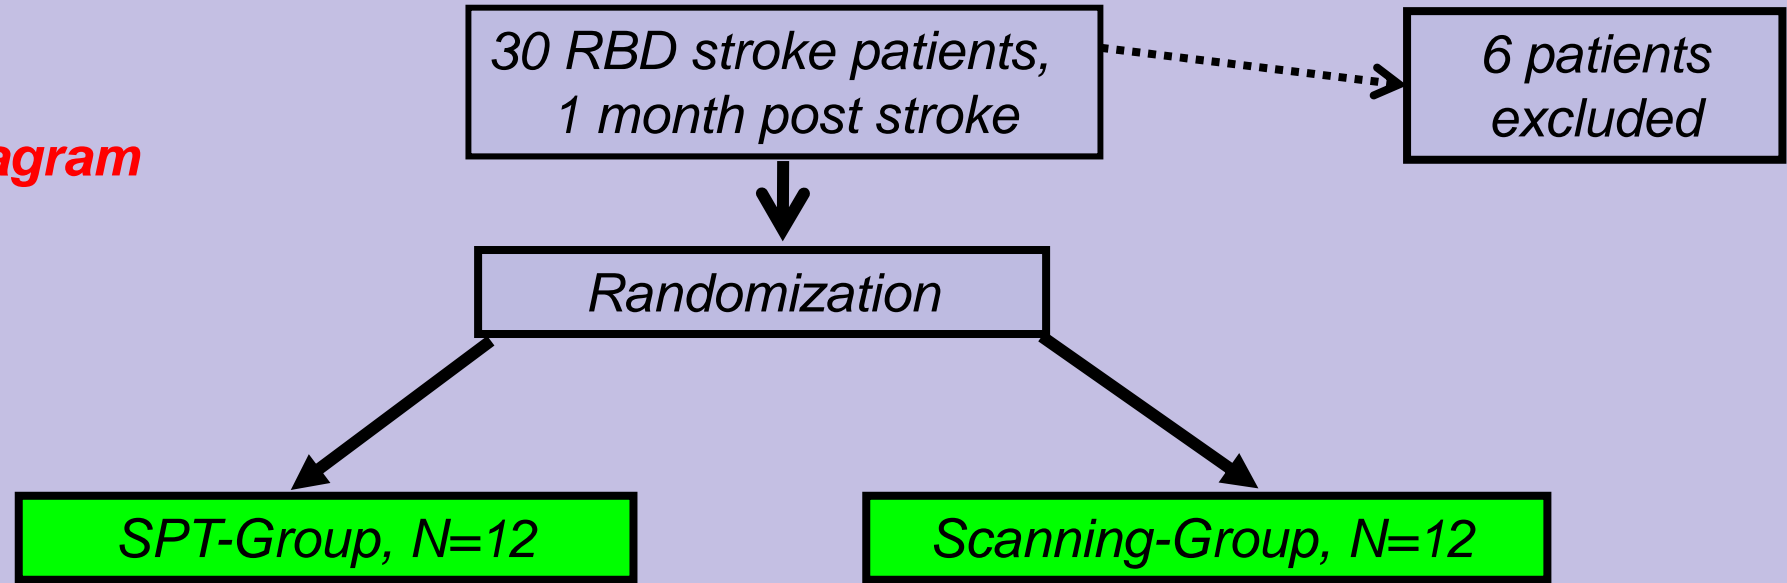 30 RBD stroke patients,
1 month post stroke
6 patients
excluded
agram
Randomization
SPT-Group, N=12
Scanning-Group, N=12